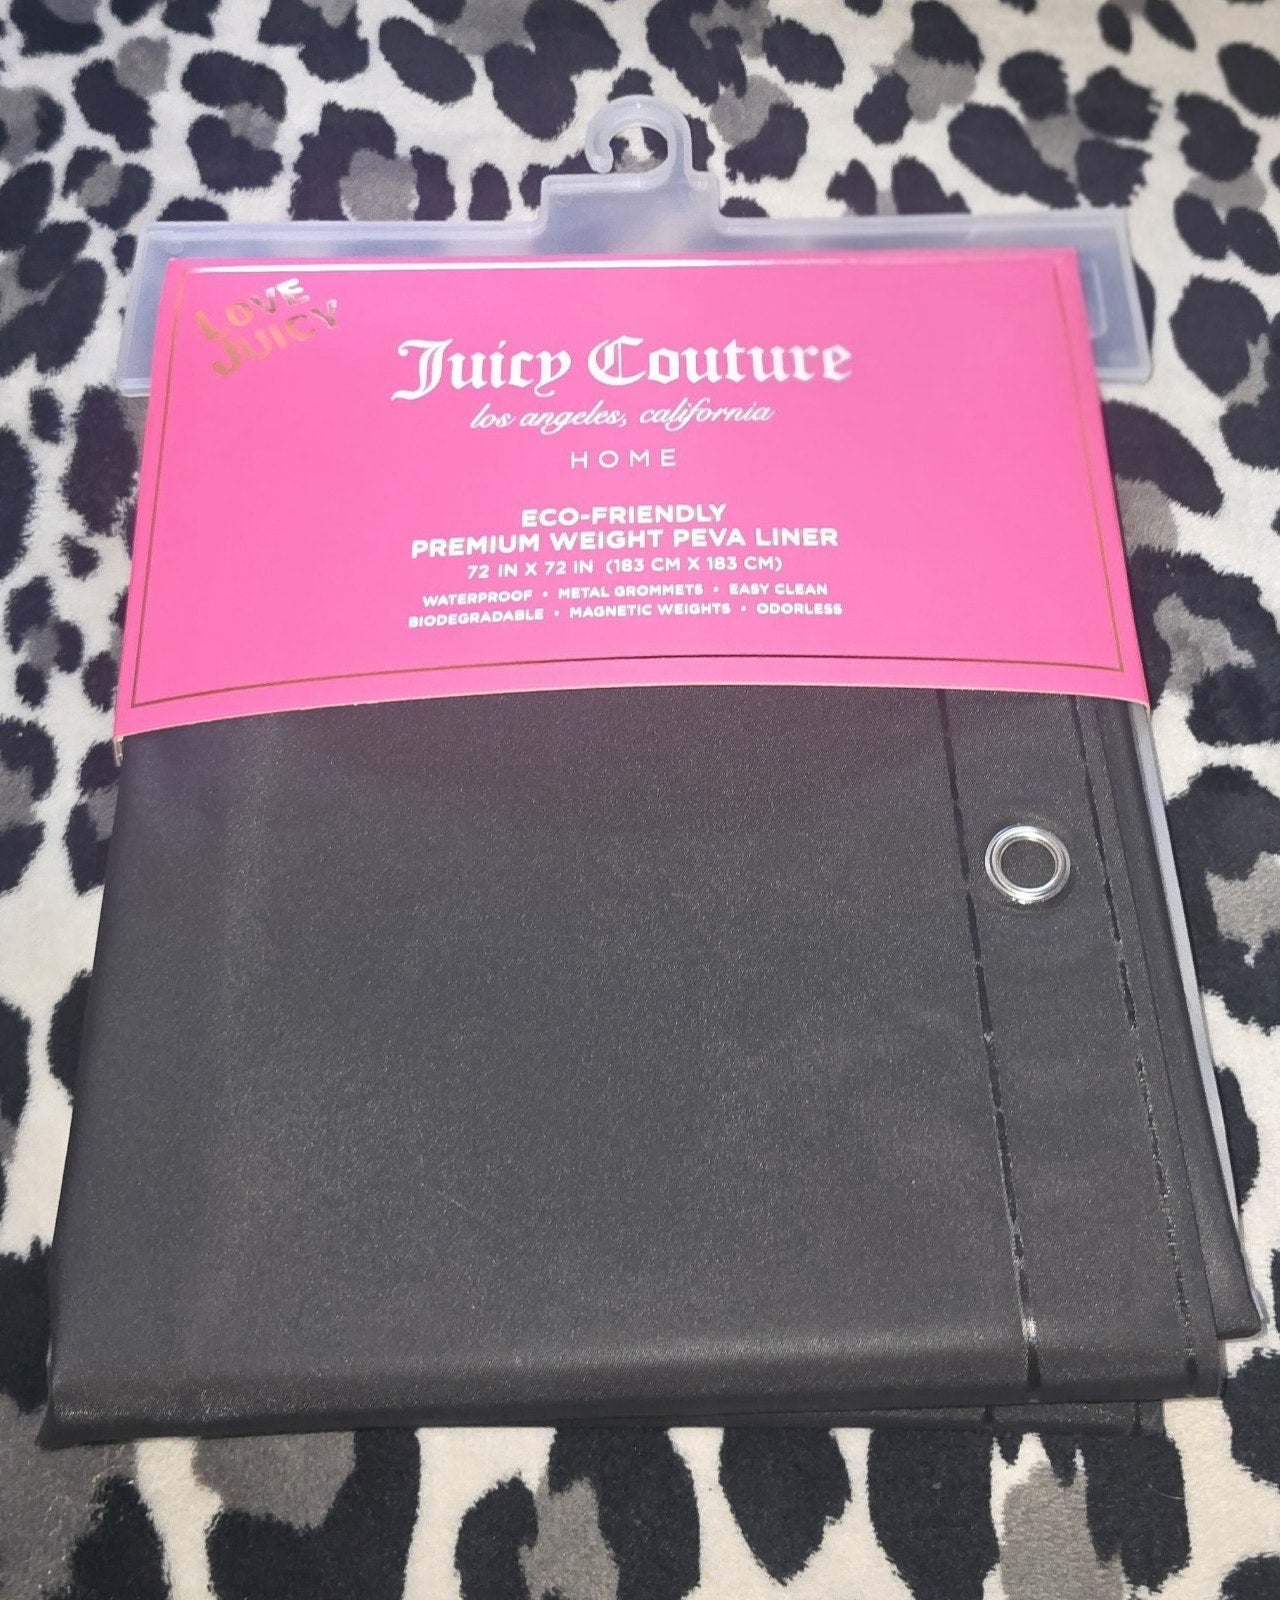 LOVE
JUICY
Juicy Couture
los angeles, california
HOME
ECO-FRIENDLY
PREMIUM WEIGHT PEVA LINER
72 IN X 72 IN (183 CM X 183 CM)
WATERPROOF • METAL GROMMETS • EASY CLEAN
BIODEGRADABLE • MAGNETIC WEIGHTS • ODORLESS